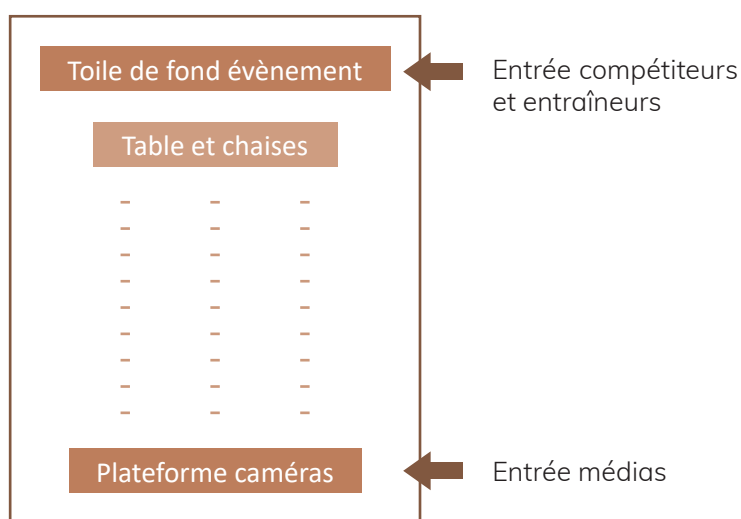 Toile de fond évènement
Entrée compétiteurs
et entraîneurs
Table et chaises
- - -
- - -
- - -
- - -
- - -
- - -
- - -
- - -
- - -
Plateforme caméras
Entrée médias